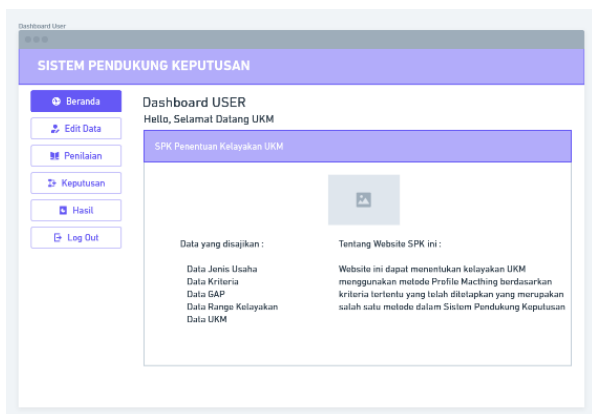 Dashboard User
SISTEM PENDUKUNG KEPUTUSAN
Beranda
Edit Data
Penilaian
Keputusan
Hasil
Log Out
Dashboard USER
Hello, Selamat Datang UKM
SPK Penentuan Kelayakan UKM
Data yang disajikan :
Data Jenis Usaha
Data Kriteria
Data GAP
Data Range Kelayakan
Data UKM
Tentang Website SPK ini :
Website ini dapat menentukan kelayakan UKM
menggunakan metode Profile Macthing berdasarkan
kriteria tertentu yang telah ditetapkan yang merupakan
salah satu metode dalam Sistem Pendukung Keputusan